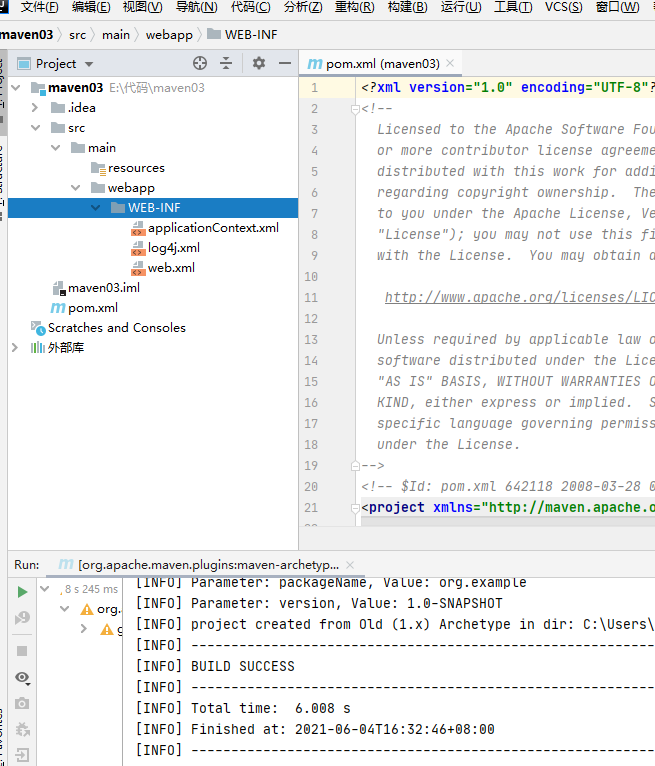 文件(F) 编辑(E) 视图(V) 导航(N) 代码(C) 分析(Z) 重构(R) 构建(B) 运行(U) 工具(T) VCS(S) 窗口(W)
maven03 src main webapp WEB-INF
Project
maven03 E:\代码\maven03
.idea
src
main
resources
webapp
WEB-INF
applicationContext.xml
log4j.xml
web.xml
maven03.iml
pom.xml
Scratches and Consoles
外部库
pom.xml (maven03)
1 <?xml version="1.0" encoding="UTF-8"?
2 <!--
3 Licensed to the Apache Software Fou
4 or more contributor license agreeme
5 distributed with this work for addi
6 regarding copyright ownership. The
7 to you under the Apache License, Ve
8 "License"); you may not use this fi
9 with the License. You may obtain a
10
11 http://www.apache.org/licenses/LIC
12
13 Unless required by applicable law o
14 software distributed under the Lice
15 "AS IS" BASIS, WITHOUT WARRANTIES O
16 KIND, either express or implied. S
17 specific language governing permiss
18 under the License.
19 -->
20 <!-- $Id: pom.xml 642118 2008-03-28 0
21 <project xmlns="http://maven.apache.o
Run: [org.apache.maven.plugins:maven-archetyp...
, 8 s 245 ms
org.
[INFO] Parameter: packageName, Value: org.example
[INFO] Parameter: version, Value: 1.0-SNAPSHOT
[INFO] project created from Old (1.x) Archetype in dir: C:\Users\
[INFO] ----------------------------------------------------------
[INFO] BUILD SUCCESS
[INFO] ----------------------------------------------------------
[INFO] Total time:  6.008 s
[INFO] Finished at: 2021-06-04T16:32:46+08:00
[INFO] ----------------------------------------------------------